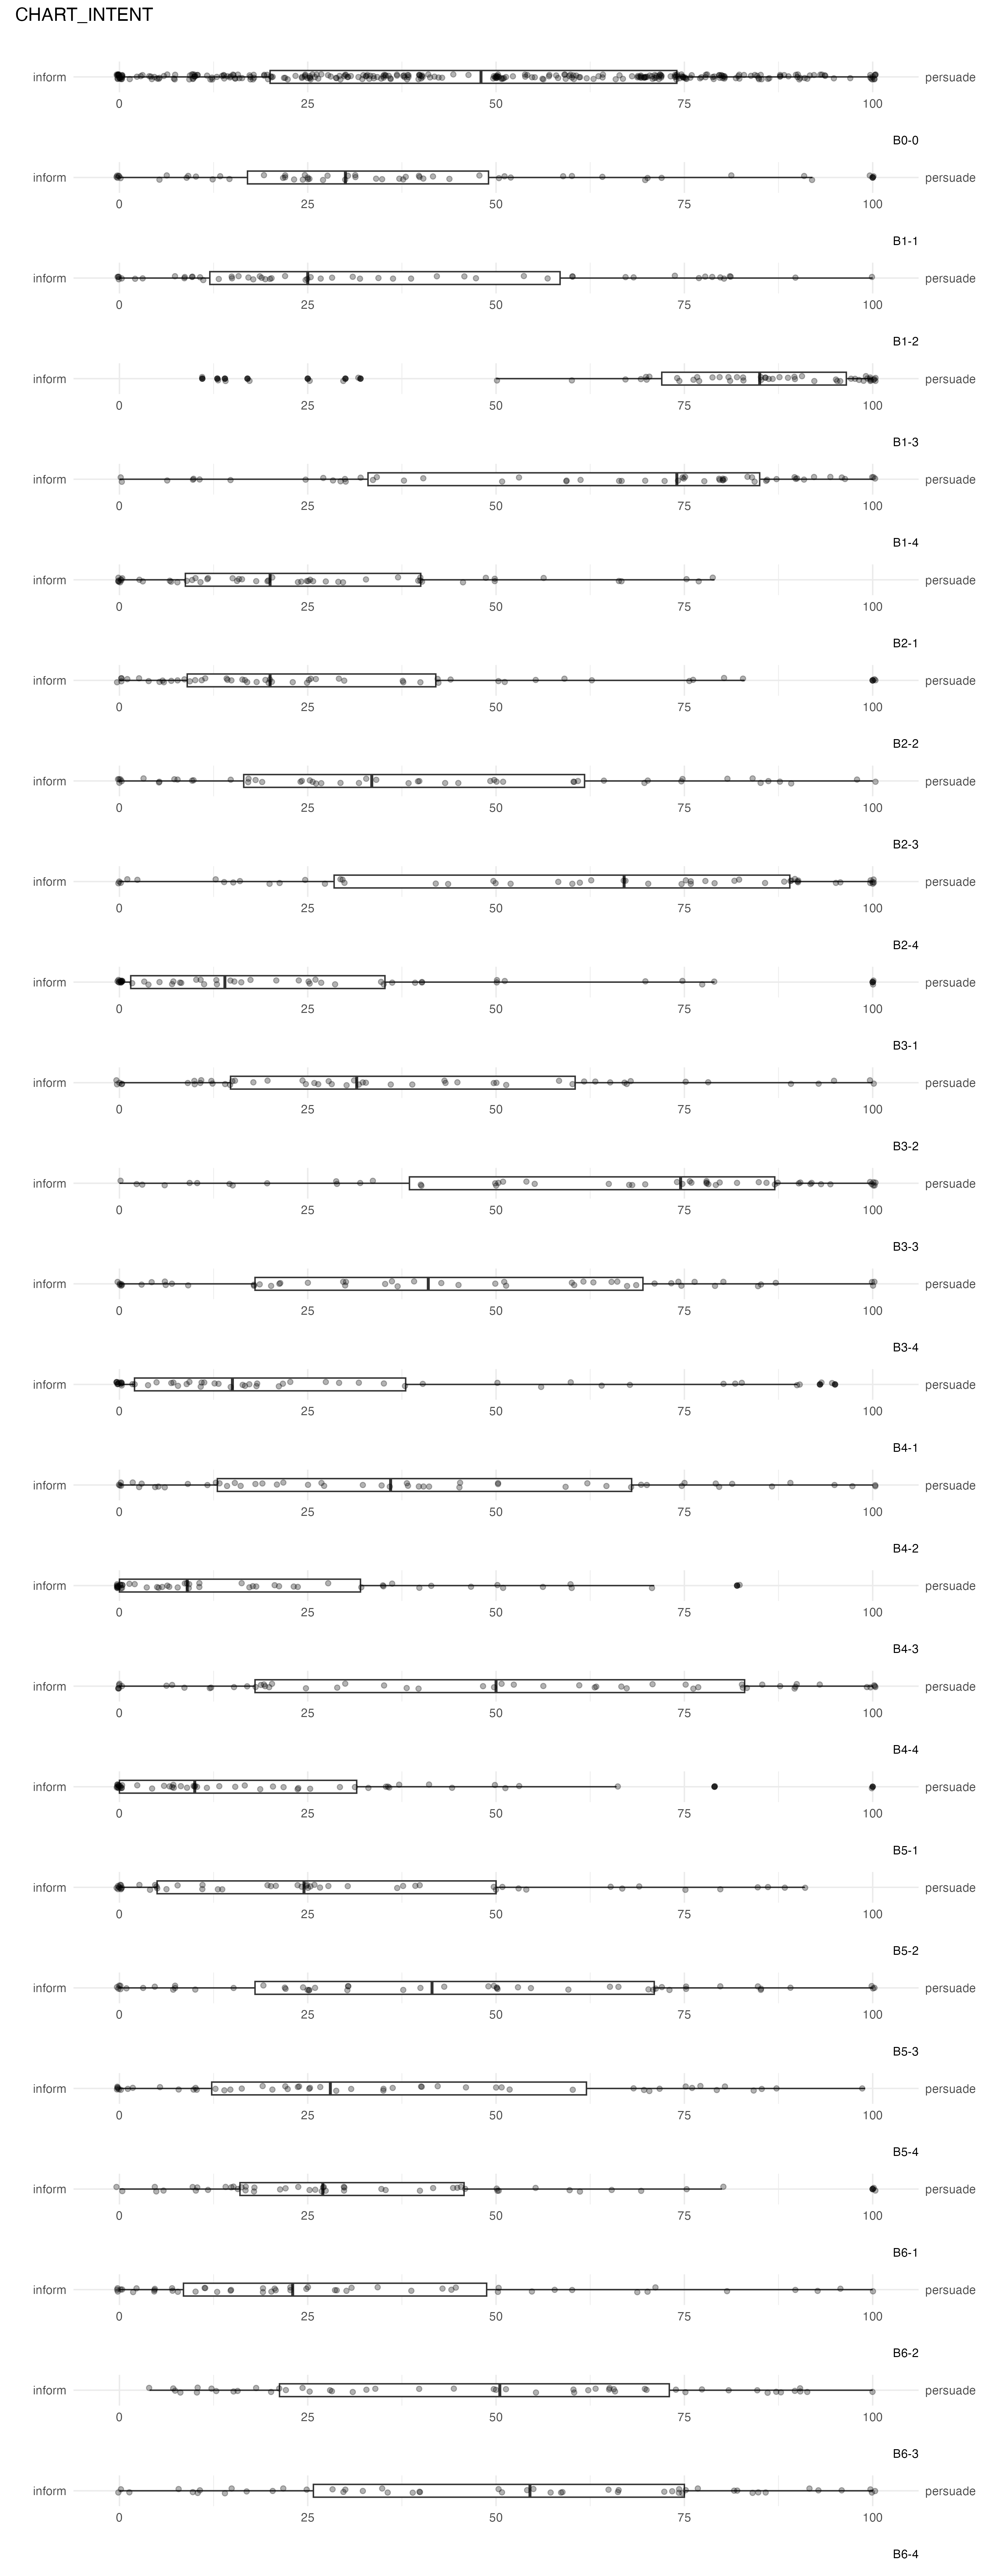 CHART_INTENT
inform persuade
0 25 50 75 100
B0-0
inform persuade
0 25 50 75 100
B1-1
inform persuade
0 25 50 75 100
B1-2
inform persuade
0 25 50 75 100
B1-3
inform persuade
0 25 50 75 100
B1-4
inform persuade
0 25 50 75 100
B2-1
inform persuade
0 25 50 75 100
B2-2
inform persuade
0 25 50 75 100
B2-3
inform persuade
0 25 50 75 100
B2-4
inform persuade
0 25 50 75 100
B3-1
inform persuade
0 25 50 75 100
B3-2
inform persuade
0 25 50 75 100
B3-3
inform persuade
0 25 50 75 100
B3-4
inform persuade
0 25 50 75 100
B4-1
inform persuade
0 25 50 75 100
B4-2
inform persuade
0 25 50 75 100
B4-3
inform persuade
0 25 50 75 100
B4-4
inform persuade
0 25 50 75 100
B5-1
inform persuade
0 25 50 75 100
B5-2
inform persuade
0 25 50 75 100
B5-3
inform persuade
0 25 50 75 100
B5-4
inform persuade
0 25 50 75 100
B6-1
inform persuade
0 25 50 75 100
B6-2
inform persuade
0 25 50 75 100
B6-3
inform persuade
0 25 50 75 100
B6-4